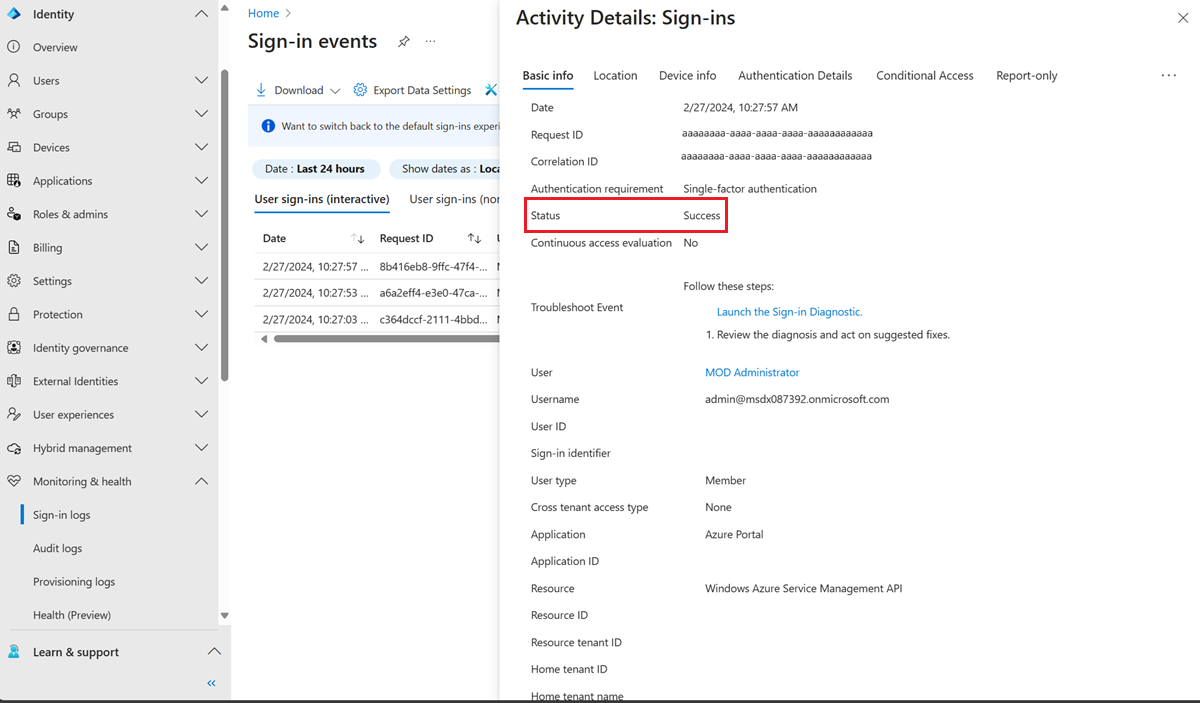 Identity
Overview
Users
Groups
Devices
Applications
Roles & admins
Billing
Settings
Protection
Identity governance
External Identities
User experiences
Hybrid management
Monitoring & health
Sign-in logs
Audit logs
Provisioning logs
Health (Preview)
Learn & support
Home
Sign-in events
Download
Export Data Settings
Want to switch back to the default sign-ins experi
Date : Last 24 hours
Show dates as : Loca
User sign-ins (interactive)
User sign-ins (nor
Date
Request ID
2/27/2024, 10:27:57 ... 8b416eb8-9ffc-47f4-...
2/27/2024, 10:27:53 ... a6a2eff4-e3e0-47ca-...
2/27/2024, 10:27:03 ... c364dccf-2111-4bbd...
Activity Details: Sign-ins
Basic info Location Device info Authentication Details Conditional Access Report-only
Date 2/27/2024, 10:27:57 AM
Request ID aaaaaaaa-aaaa-aaaa-aaaa-aaaaaaaaaaaa
Correlation ID aaaaaaaa-aaaa-aaaa-aaaa-aaaaaaaaaaaa
Authentication requirement Single-factor authentication
Status Success
Continuous access evaluation No
Troubleshoot Event
Follow these steps:
Launch the Sign-in Diagnostic.
1. Review the diagnosis and act on suggested fixes.
User MOD Administrator
Username admin@msdx087392.onmicrosoft.com
User ID
Sign-in identifier
User type Member
Cross tenant access type None
Application Azure Portal
Application ID
Resource Windows Azure Service Management API
Resource ID
Resource tenant ID
Home tenant ID
Home tenant name